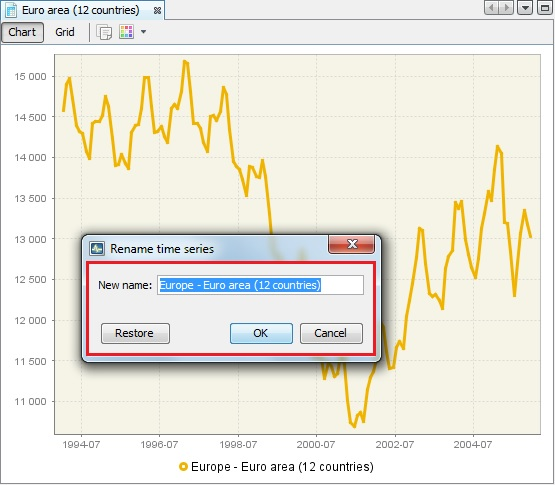 Euro area (12 countries)
Chart Grid
15 000
14 500
14 000
13 500
13 000
12 500
12 000
11 500
11 000
Rename time series
New name: Europe - Euro area (12 countries)
Restore OK Cancel
1994-07 1996-07 1998-07 2000-07 2002-07 2004-07
Europe - Euro area (12 countries)